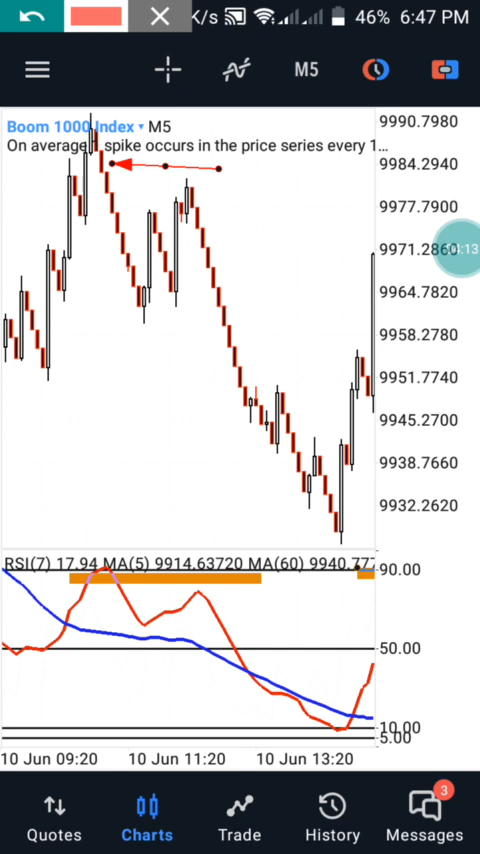 K/s 46% 6:47 PM
M5
Boom 1000 Index M5
On average 1 spike occurs in the price series every 1...
9990.7980
9984.2940
9977.7900
9971.2860
04:13
9964.7820
9958.2780
9951.7740
9945.2700
9938.7660
9932.2620
RSI(7) 17.94 MA(5) 9914.63720 MA(60) 9940.777
90.00
50.00
10.00
5.00
10 Jun 09:20 10 Jun 11:20 10 Jun 13:20
3
Quotes Charts Trade History Messages